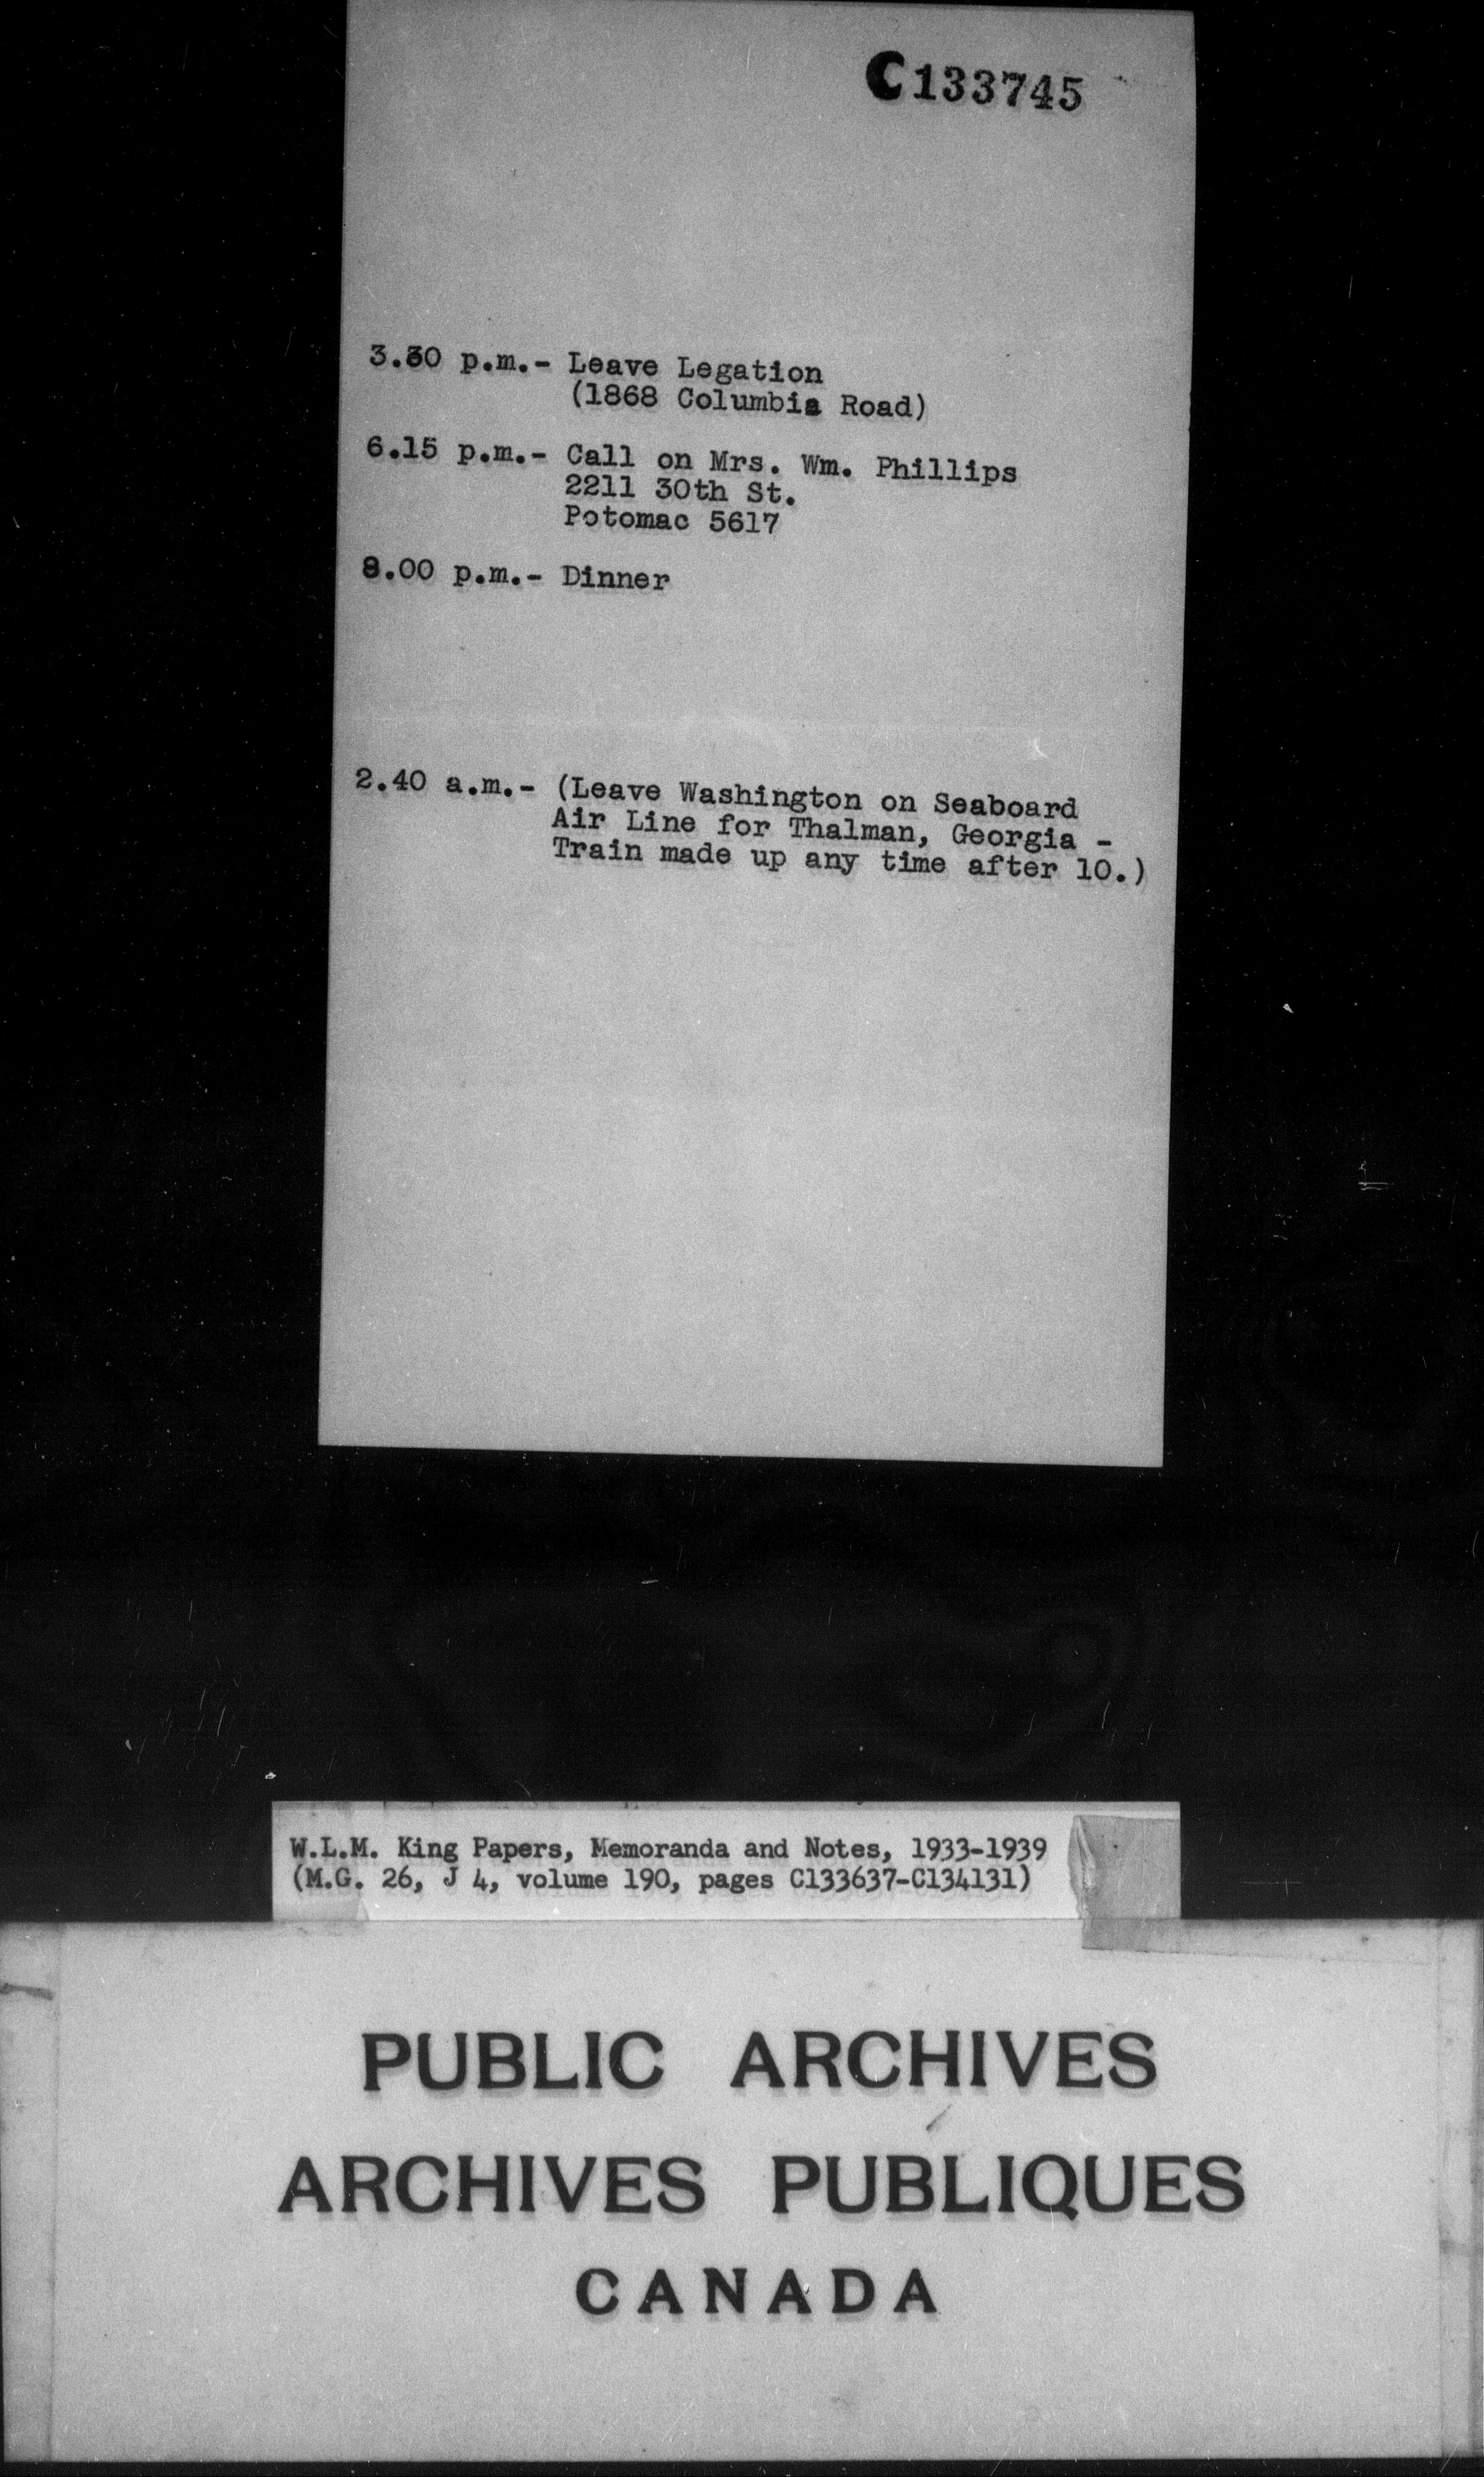 C133745
3.30 p.m.- Leave Legation
(1868 Columbia Road)
6.15 p.m.- Call on Mrs. Wm. Phillips
2211 30th St.
Potomac 5617
8.00 p.m.- Dinner
2.40 a.m.- (Leave Washington on Seaboard
Air Line for Thalman, Georgia -
Train made up any time after 10.)
W.L.M. King Papers, Memoranda and Notes, 1933-1939
(M.G. 26, J 4, volume 190, pages C133637-C134131)
PUBLIC ARCHIVES
ARCHIVES PUBLIQUES
CANADA